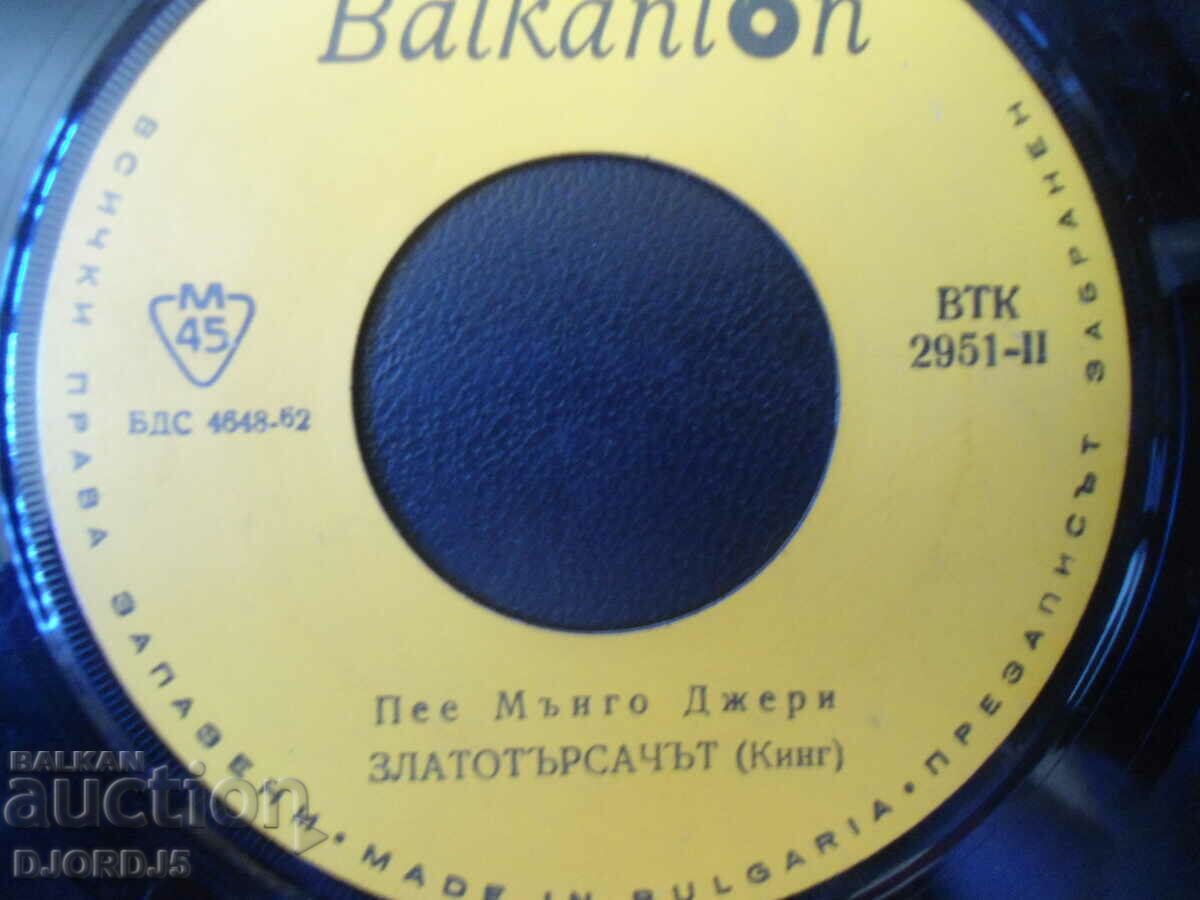 Balkanton
М
45
БДС 4648-62
ВТК
2951-II
Пее Мънго Джери
ЗЛАТОТЪРСАЧЪТ (Кинг)
ВСИЧКИ ПРАВА ЗАПАЗЕНИ • MADE IN BULGARIA • ПРЕЗАПИСЪТ ЗАБРАНЕН
BALKAN
auction
DJORDJ5